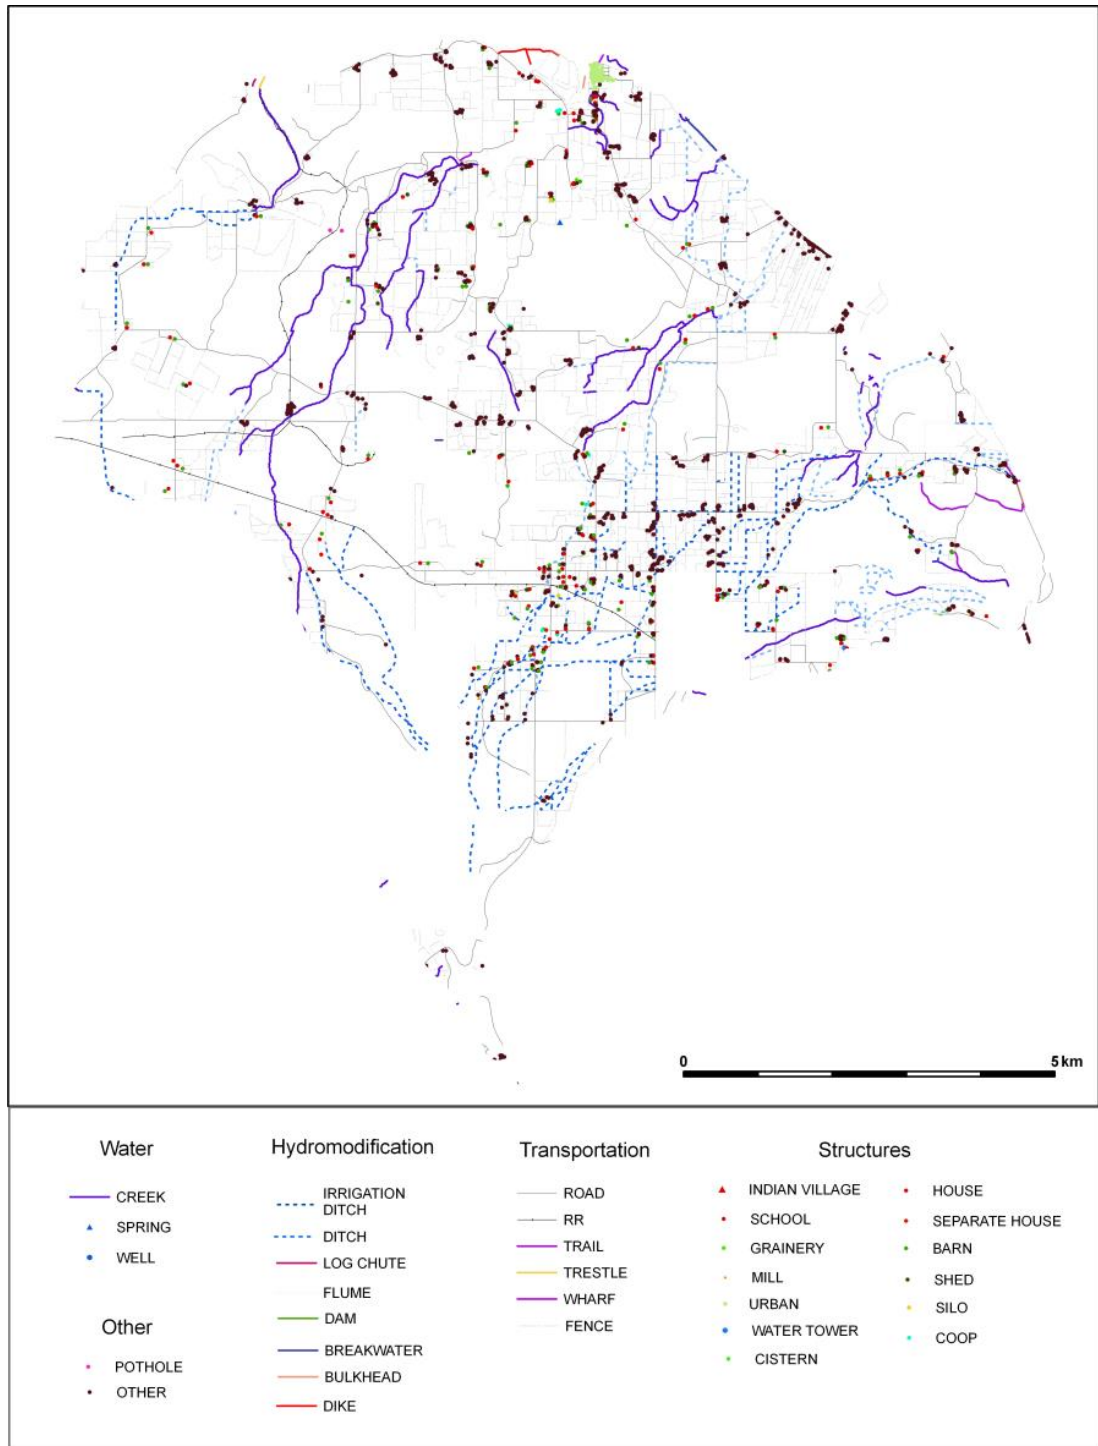 0 5 km
Water
CREEK
SPRING
WELL
Other
POTHOLE
OTHER
Hydromodification
IRRIGATION
DITCH
DITCH
LOG CHUTE
FLUME
DAM
BREAKWATER
BULKHEAD
DIKE
Transportation
ROAD
RR
TRAIL
TRESTLE
WHARF
FENCE
Structures
INDIAN VILLAGE
SCHOOL
GRAINERY
MILL
URBAN
WATER TOWER
CISTERN
HOUSE
SEPARATE HOUSE
BARN
SHED
SILO
COOP